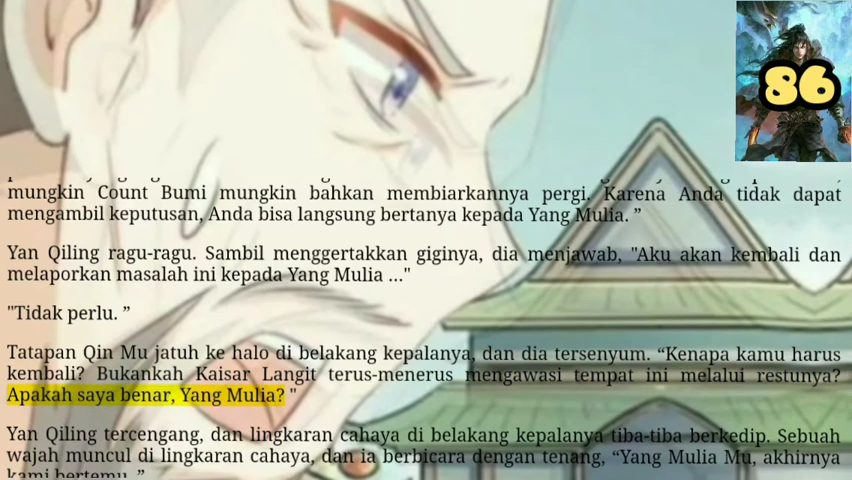 86
mungkin Count Bumi mungkin bahkan membiarkannya pergi. Karena Anda tidak dapat
mengambil keputusan, Anda bisa langsung bertanya kepada Yang Mulia. ”
Yan Qiling ragu-ragu. Sambil menggertakkan giginya, dia menjawab, "Aku akan kembali dan
melaporkan masalah ini kepada Yang Mulia ..."
"Tidak perlu. ”
Tatapan Qin Mu jatuh ke halo di belakang kepalanya, dan dia tersenyum. “Kenapa kamu harus
kembali? Bukankah Kaisar Langit terus-menerus mengawasi tempat ini melalui restunya?
Apakah saya benar, Yang Mulia? "
Yan Qiling tercengang, dan lingkaran cahaya di belakang kepalanya tiba-tiba berkedip. Sebuah
wajah muncul di lingkaran cahaya, dan ia berbicara dengan tenang, “Yang Mulia Mu, akhirnya
kami bertemu. ”